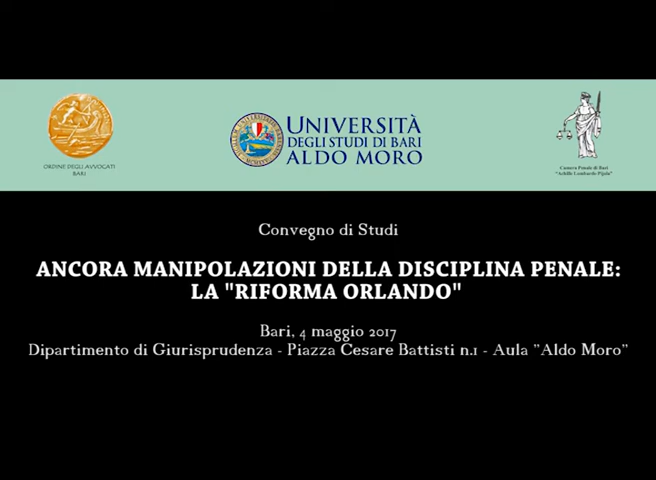 ORDINE DEGLI AVVOCATI
BARI
UNIVERSITÀ
DEGLI STUDI DI BARI
ALDO MORO
Camera Penale di Bari
"Achille Lombardo Pijola"
Convegno di Studi
ANCORA MANIPOLAZIONI DELLA DISCIPLINA PENALE:
LA "RIFORMA ORLANDO"
Bari, 4 maggio 2017
Dipartimento di Giurisprudenza - Piazza Cesare Battisti n.1 - Aula "Aldo Moro"